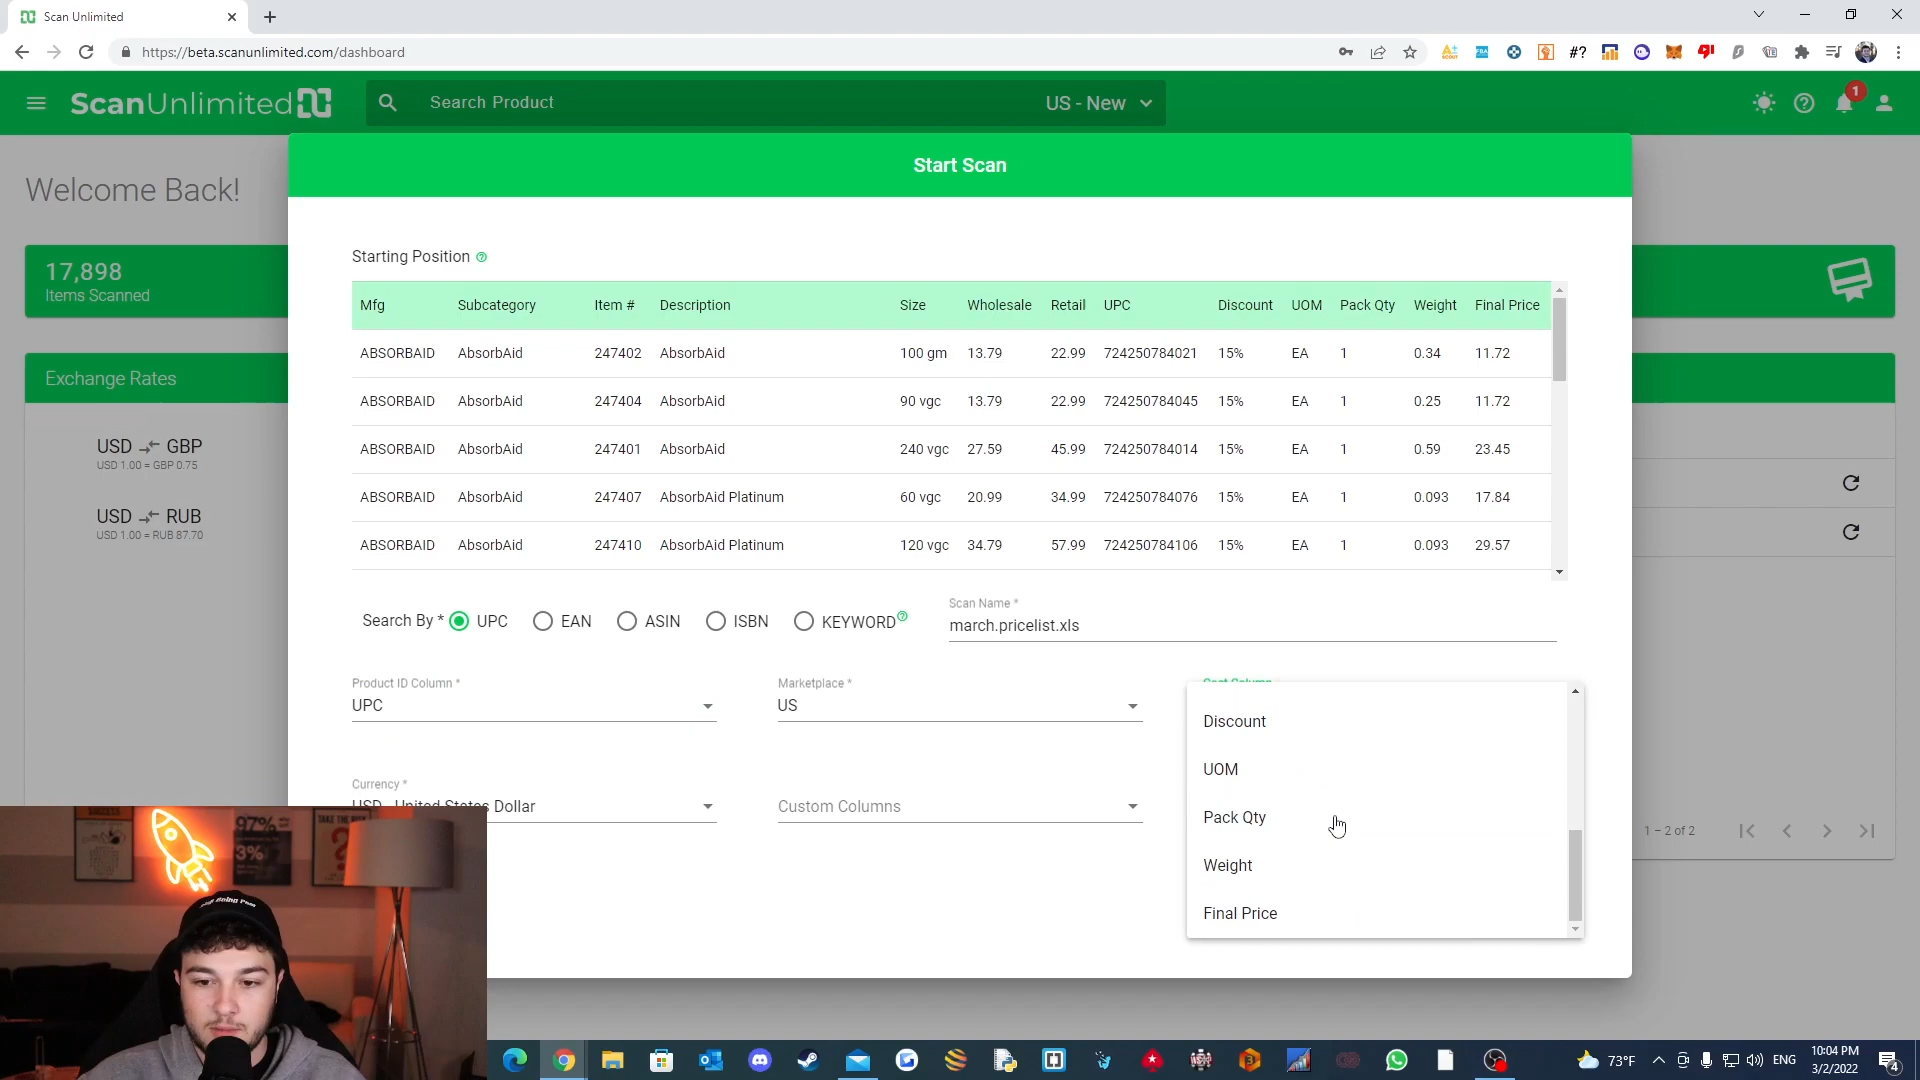 Scan Unlimited
https://beta.scanunlimited.com/dashboard
#?
ScanUnlimited
Search Product
US - New
1
Welcome Back!
17,898
Items Scanned
Exchange Rates
USD GBP
USD 1.00 = GBP 0.75
USD RUB
USD 1.00 = RUB 87.70
Start Scan
Starting Position
Mfg Subcategory Item # Description Size Wholesale Retail UPC Discount UOM Pack Qty Weight Final Price
ABSORBAID AbsorbAid 247402 AbsorbAid 100 gm 13.79 22.99 724250784021 15% EA 1 0.34 11.72
ABSORBAID AbsorbAid 247404 AbsorbAid 90 vgc 13.79 22.99 724250784045 15% EA 1 0.25 11.72
ABSORBAID AbsorbAid 247401 AbsorbAid 240 vgc 27.59 45.99 724250784014 15% EA 1 0.59 23.45
ABSORBAID AbsorbAid 247407 AbsorbAid Platinum 60 vgc 20.99 34.99 724250784076 15% EA 1 0.093 17.84
ABSORBAID AbsorbAid 247410 AbsorbAid Platinum 120 vgc 34.79 57.99 724250784106 15% EA 1 0.093 29.57
Search By * UPC EAN ASIN ISBN KEYWORD
Scan Name *
march.pricelist.xls
Product ID Column *
UPC
Marketplace *
US
Discount
UOM
Pack Qty
Weight
Final Price
Currency *
USD - United States Dollar
Custom Columns
1 – 2 of 2
97%
3%
73°F
ENG
10:04 PM
3/2/2022
4